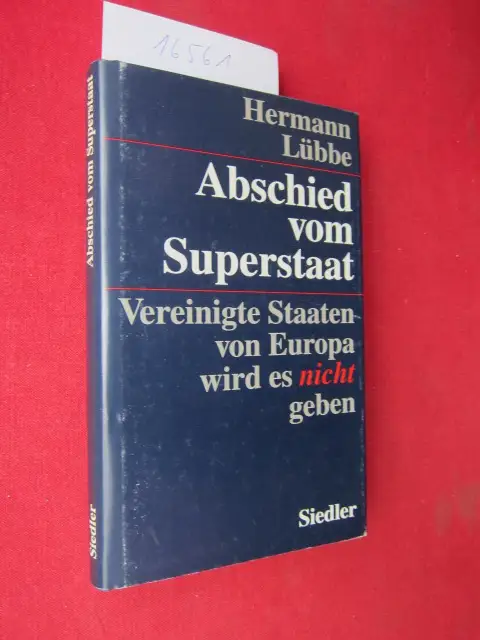 16561
Hermann
Lübbe
Abschied
vom
Superstaat
Vereinigte Staaten
von Europa
wird es nicht
geben
Siedler
Abschied vom Superstaat
Siedler